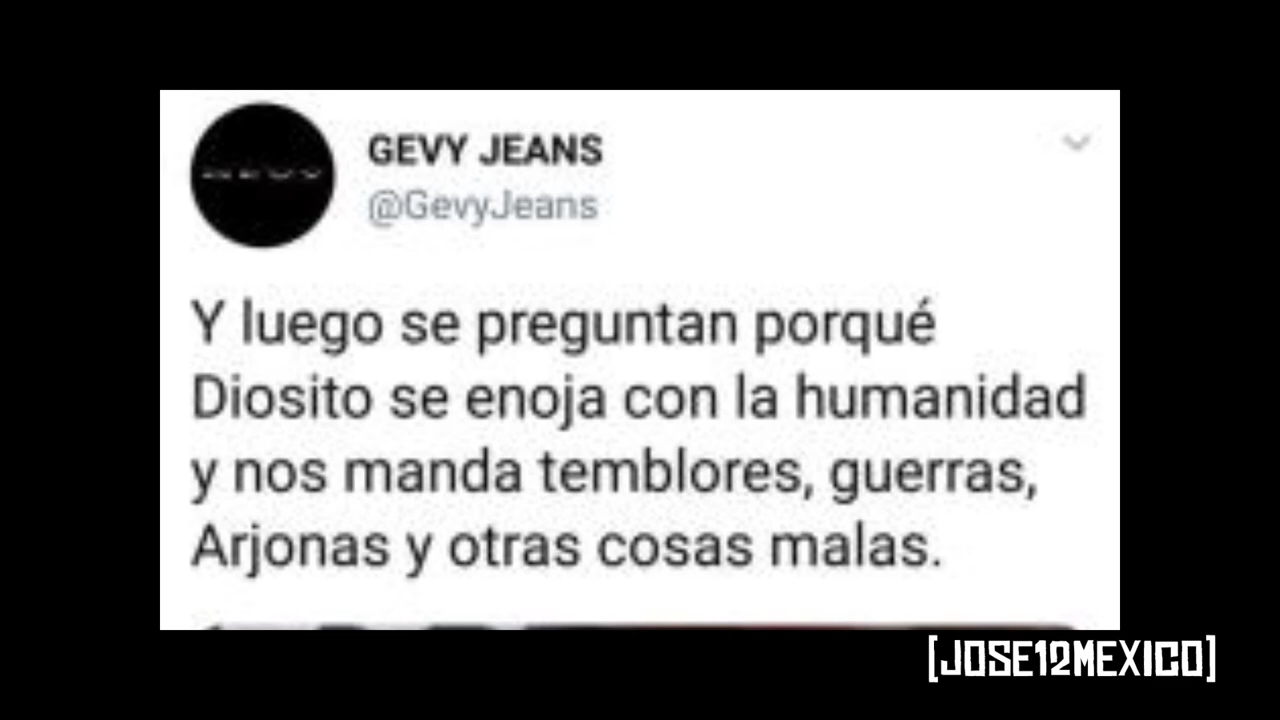 GEVY JEANS
@GevyJeans
Y luego se preguntan porqué
Diosito se enoja con la humanidad
y nos manda temblores, guerras,
Arjonas y otras cosas malas.
[JOSE12MEXICO]